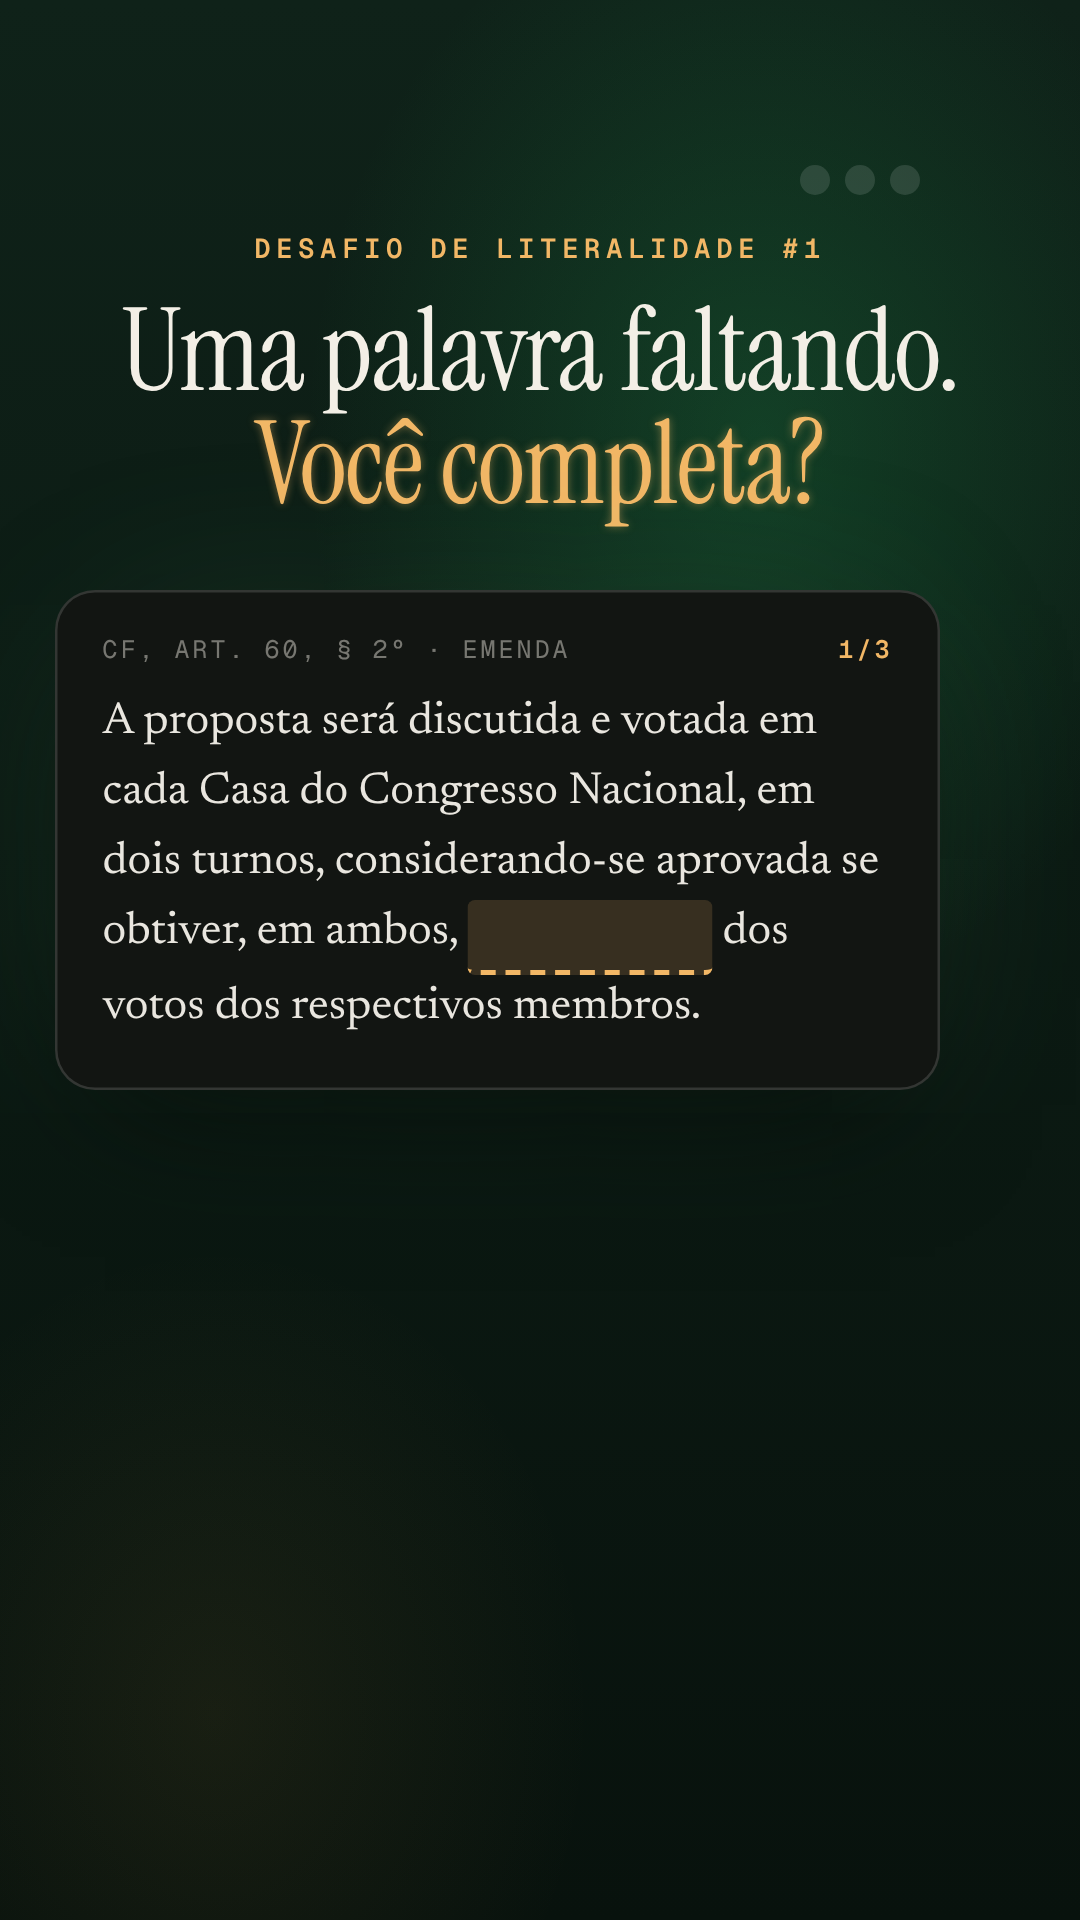 DESAFIO DE LITERALIDADE #1
Uma palavra faltando.
Você completa?
CF, ART. 60, § 2º · EMENDA
1/3
A proposta será discutida e votada em
cada Casa do Congresso Nacional, em
dois turnos, considerando-se aprovada se
obtiver, em ambos, dos
votos dos respectivos membros.